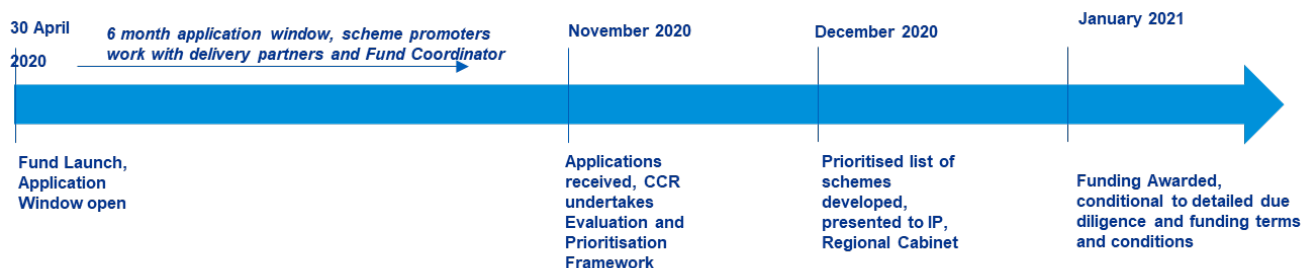 30 April
2020
6 month application window, scheme promoters
work with delivery partners and Fund Coordinator
November 2020
December 2020
January 2021
Fund Launch,
Application
Window open
Applications
received, CCR
undertakes
Evaluation and
Prioritisation
Framework
Prioritised list of
schemes
developed,
presented to IP,
Regional Cabinet
Funding Awarded,
conditional to detailed due
diligence and funding terms
and conditions